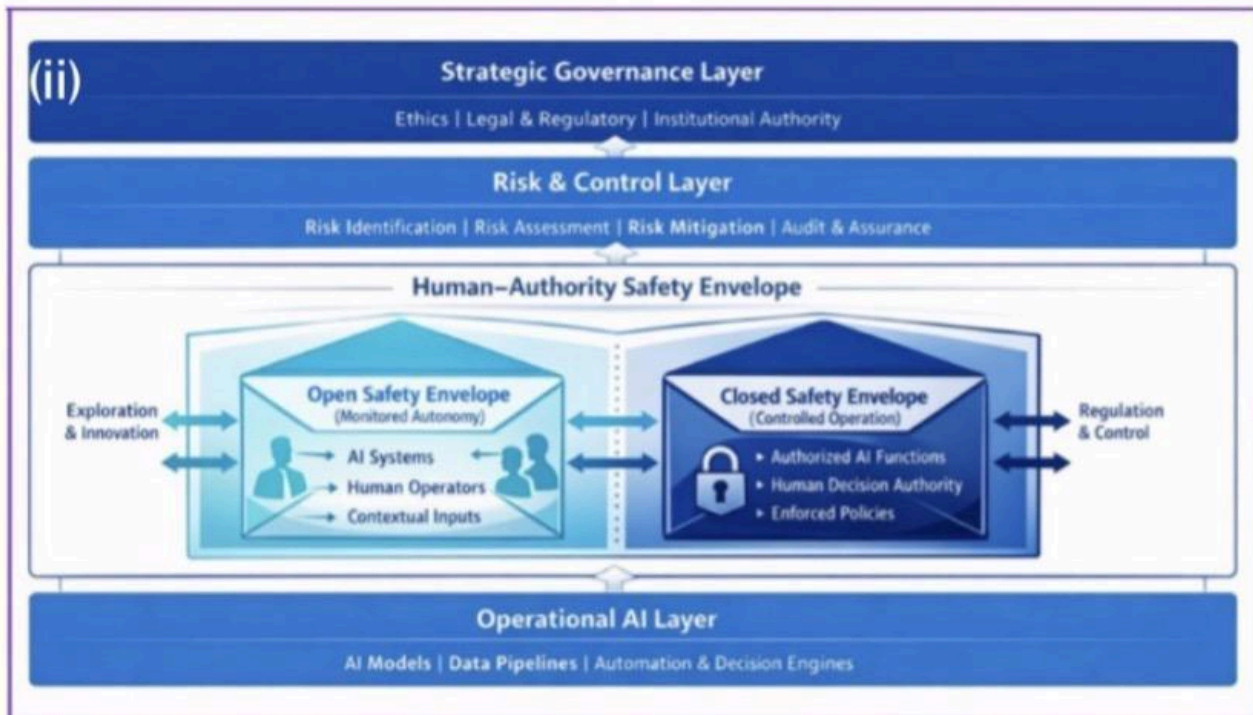 (ii)
Strategic Governance Layer
Ethics | Legal & Regulatory | Institutional Authority
Risk & Control Layer
Risk Identification | Risk Assessment | Risk Mitigation | Audit & Assurance
Human–Authority Safety Envelope
Exploration
& Innovation
Open Safety Envelope
(Monitored Autonomy)
AI Systems
Human Operators
Contextual Inputs
Closed Safety Envelope
(Controlled Operation)
▸ Authorized AI Functions
▸ Human Decision Authority
▸ Enforced Policies
Regulation
& Control
Operational AI Layer
AI Models | Data Pipelines | Automation & Decision Engines